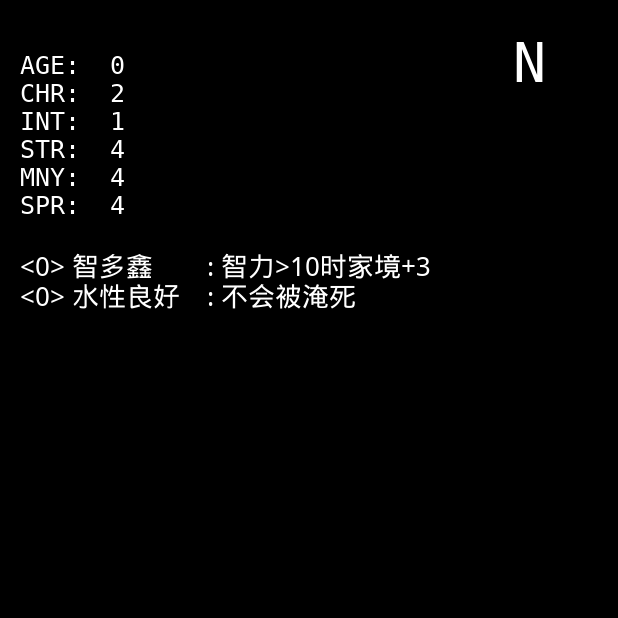 N
AGE: 0
CHR: 2
INT: 1
STR: 4
MNY: 4
SPR: 4
<0> 智多鑫 : 智力>10时家境+3
<0> 水性良好 : 不会被淹死